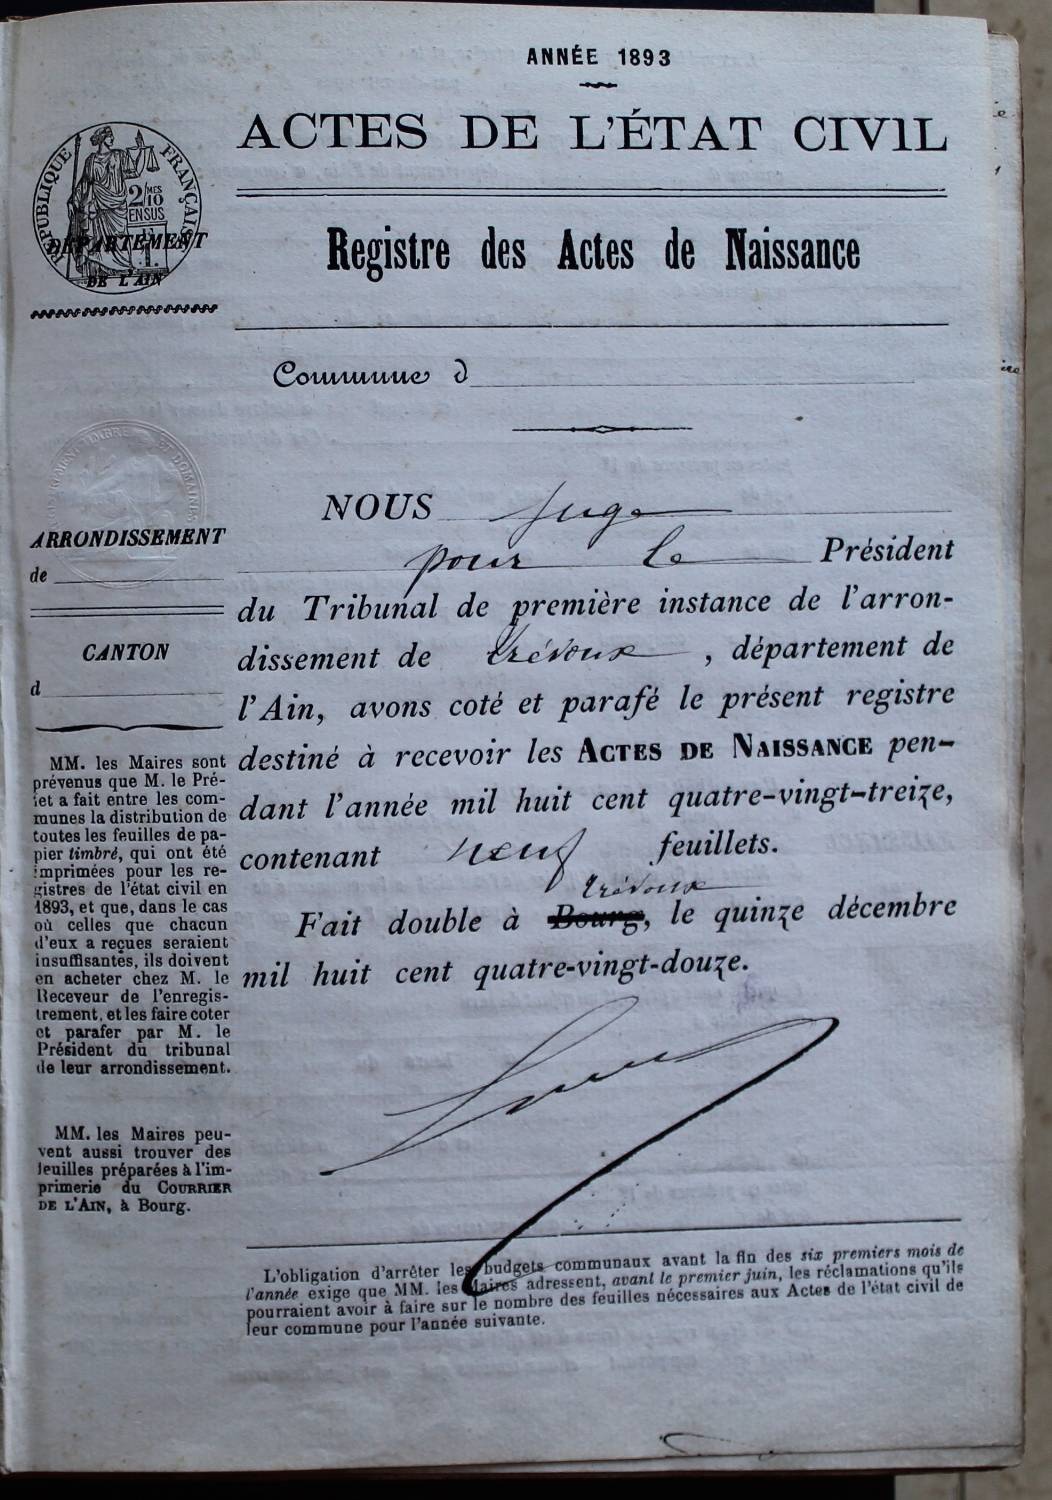 ANNÉE 1893
ACTES DE L'ÉTAT CIVIL
RÉPUBLIQUE FRANÇAISE
2/10 MES
EN SUS
DÉPARTEMENT
DE L'AIN
Registre des Actes de Naissance
Commune d
TIMBRE ET DOMAINES
ARRONDISSEMENT
de
CANTON
d
MM. les Maires sont
prévenus que M. le Pré-
fet a fait entre les com-
munes la distribution de
toutes les feuilles de pa-
pier timbré, qui ont été
imprimées pour les re-
gistres de l'état civil en
1893, et que, dans le cas
où celles que chacun
d'eux a reçues seraient
insuffisantes, ils doivent
en acheter chez M. le
Receveur de l'enregis-
trement, et les faire coter
et parafer par M. le
Président du tribunal
de leur arrondissement.
MM. les Maires peu-
vent aussi trouver des
feuilles préparées à l'im-
primerie du COURRIER
DE L'AIN, à Bourg.
NOUS Juge
pour le Président
du Tribunal de première instance de l'arron-
dissement de Trévoux, département de
l'Ain, avons coté et parafé le présent registre
destiné à recevoir les ACTES DE NAISSANCE pen-
dant l'année mil huit cent quatre-vingt-treize,
contenant neuf feuillets.
Trévoux
Fait double à Bourg, le quinze décembre
mil huit cent quatre-vingt-douze.
L'obligation d'arrêter les budgets communaux avant la fin des six premiers mois de
l'année exige que MM. les Maires adressent, avant le premier juin, les réclamations qu'ils
pourraient avoir à faire sur le nombre des feuilles nécessaires aux Actes de l'état civil de
leur commune pour l'année suivante.